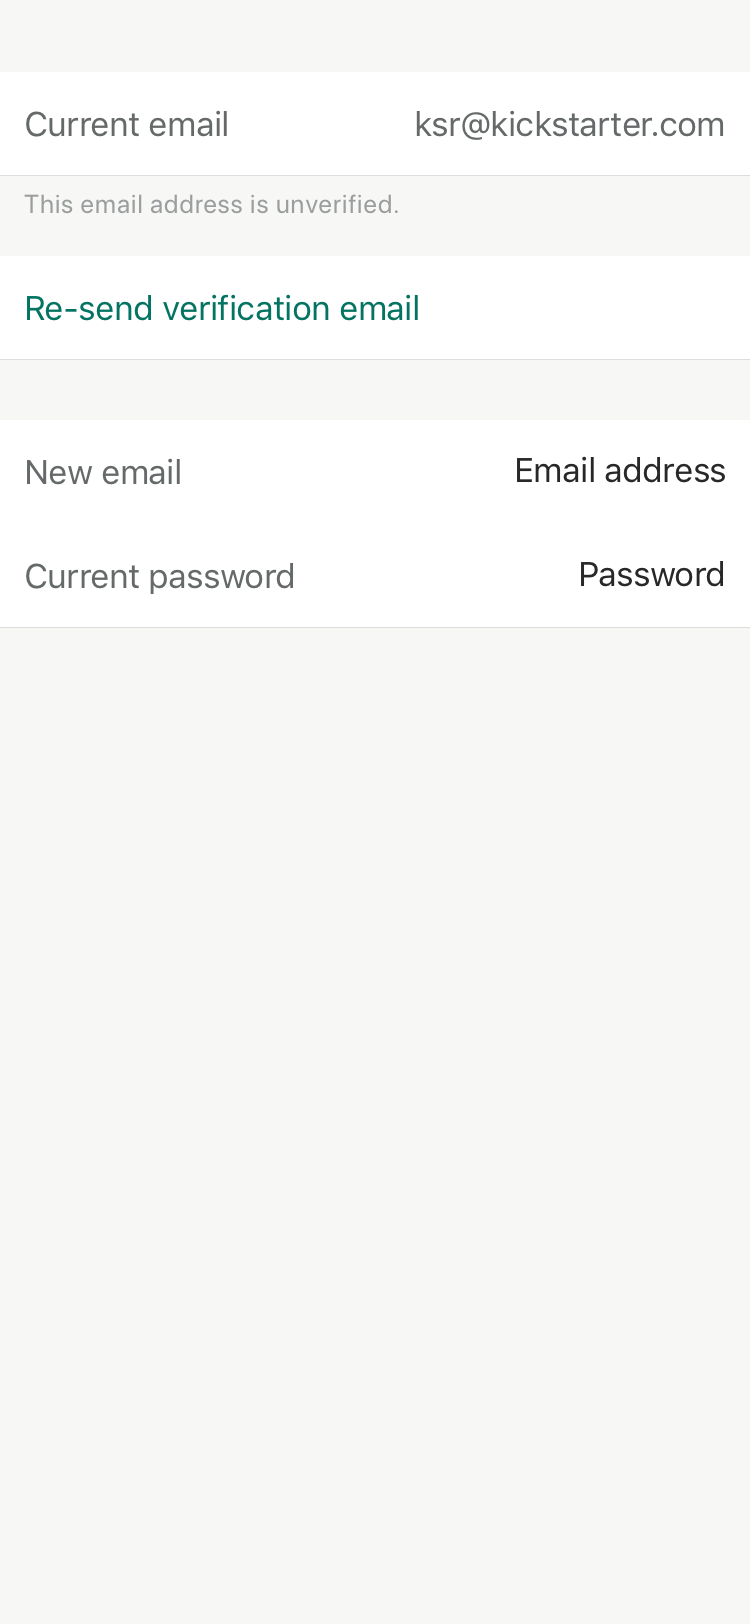 Current email ksr@kickstarter.com
This email address is unverified.
Re-send verification email
New email Email address
Current password Password